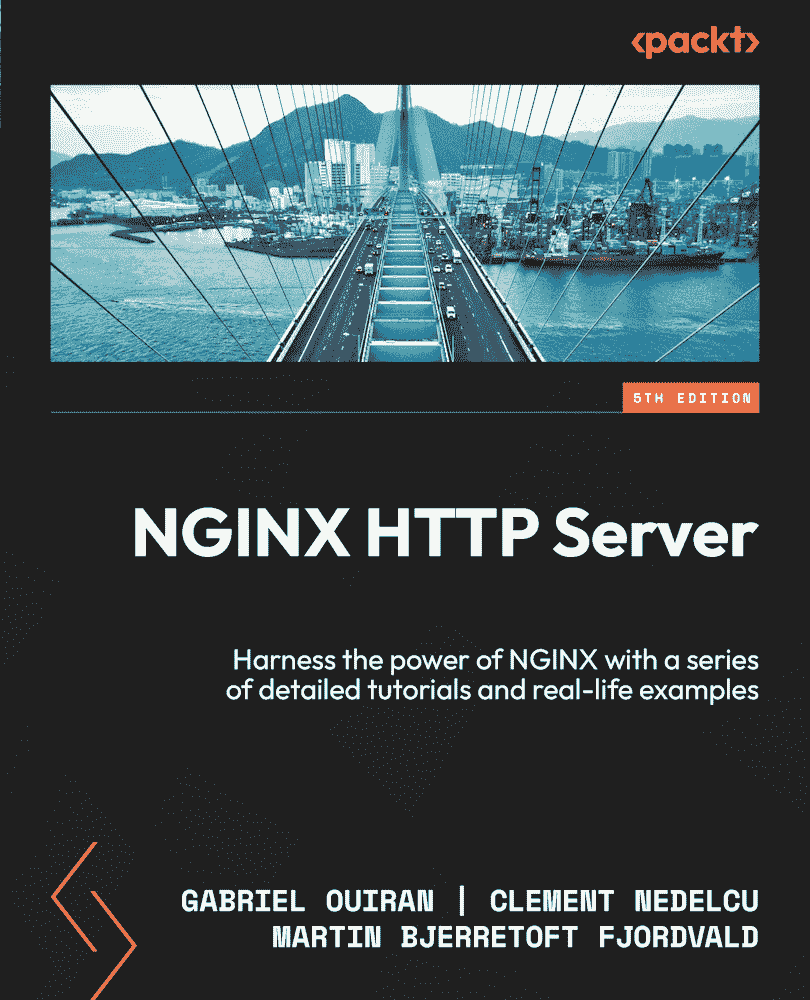 <packt>
5TH EDITION
NGINX HTTP Server
Harness the power of NGINX with a series
of detailed tutorials and real-life examples
GABRIEL OUIRAN | CLEMENT NEDELCU
MARTIN BJERRETOFT FJORDVALD